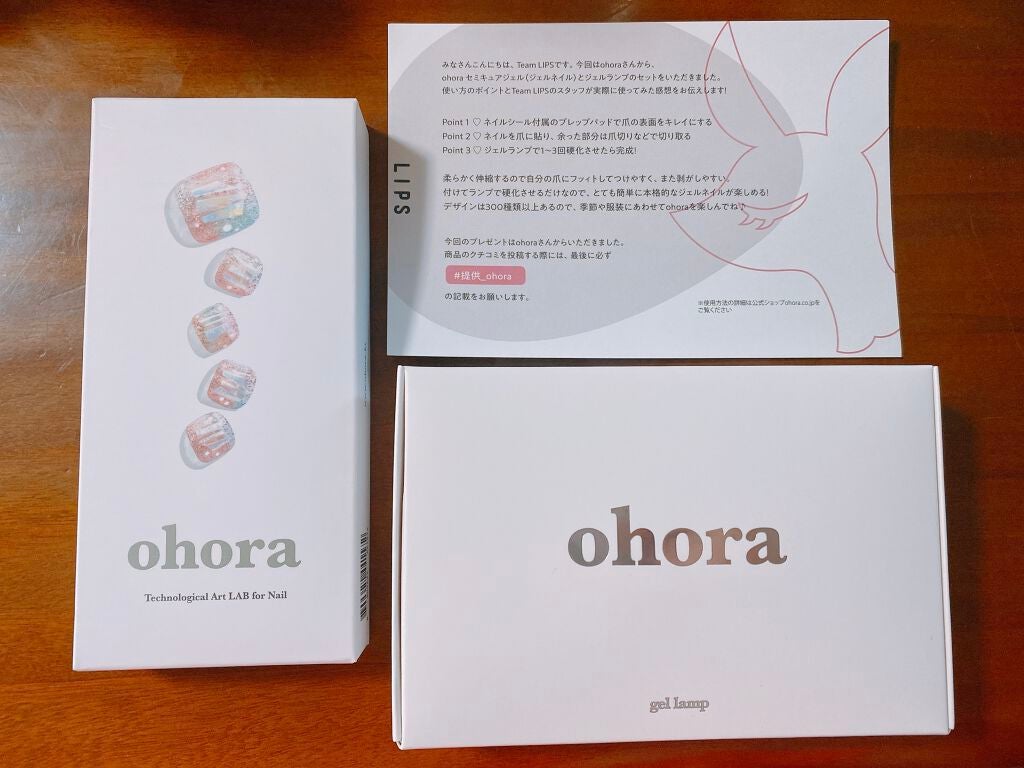 みなさんこんにちは、Team LIPSです。今回はohoraさんから、
ohora セミキュアジェル(ジェルネイル)とジェルランプのセットをいただきました。
使い方のポイントとTeam LIPSのスタッフが実際に使ってみた感想をお伝えします!
Point 1 ♡ ネイルシール付属のプレップパッドで爪の表面をキレイにする
Point 2 ♡ ネイルを爪に貼り、余った部分は爪切りなどで切り取る
Point 3 ♡ ジェルランプで1~3回硬化させたら完成!
柔らかく伸縮するので自分の爪にフィットしてつけやすく、また剥がしやすい。
付けてランプで硬化させるだけなので、とても簡単に本格的なジェルネイルが楽しめる!
デザインは300種類以上あるので、季節や服装にあわせてohoraを楽しんでね♪
今回のプレゼントはohoraさんからいただきました。
商品のクチコミを投稿する際には、最後に必ず
#提供_ohora
の記載をお願いします。
※使用方法の詳細は公式ショップohora.co.jpを
ご覧ください
LIPS
ohora
Technological Art LAB for Nail
ohora
gel lamp